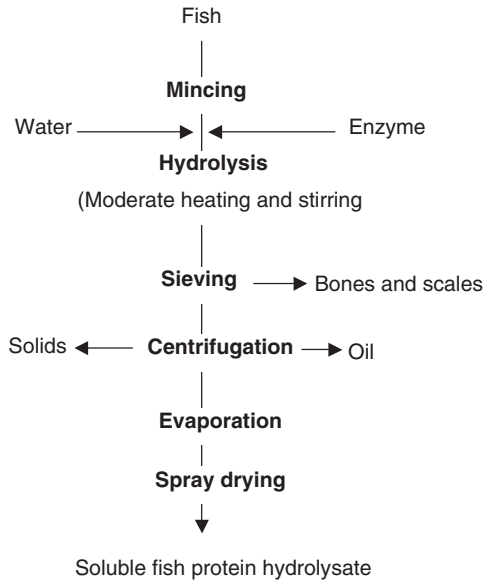 Fish
Mincing
Water
Enzyme
Hydrolysis
(Moderate heating and stirring
Sieving
Bones and scales
Solids
Centrifugation
Oil
Evaporation
Spray drying
Soluble fish protein hydrolysate